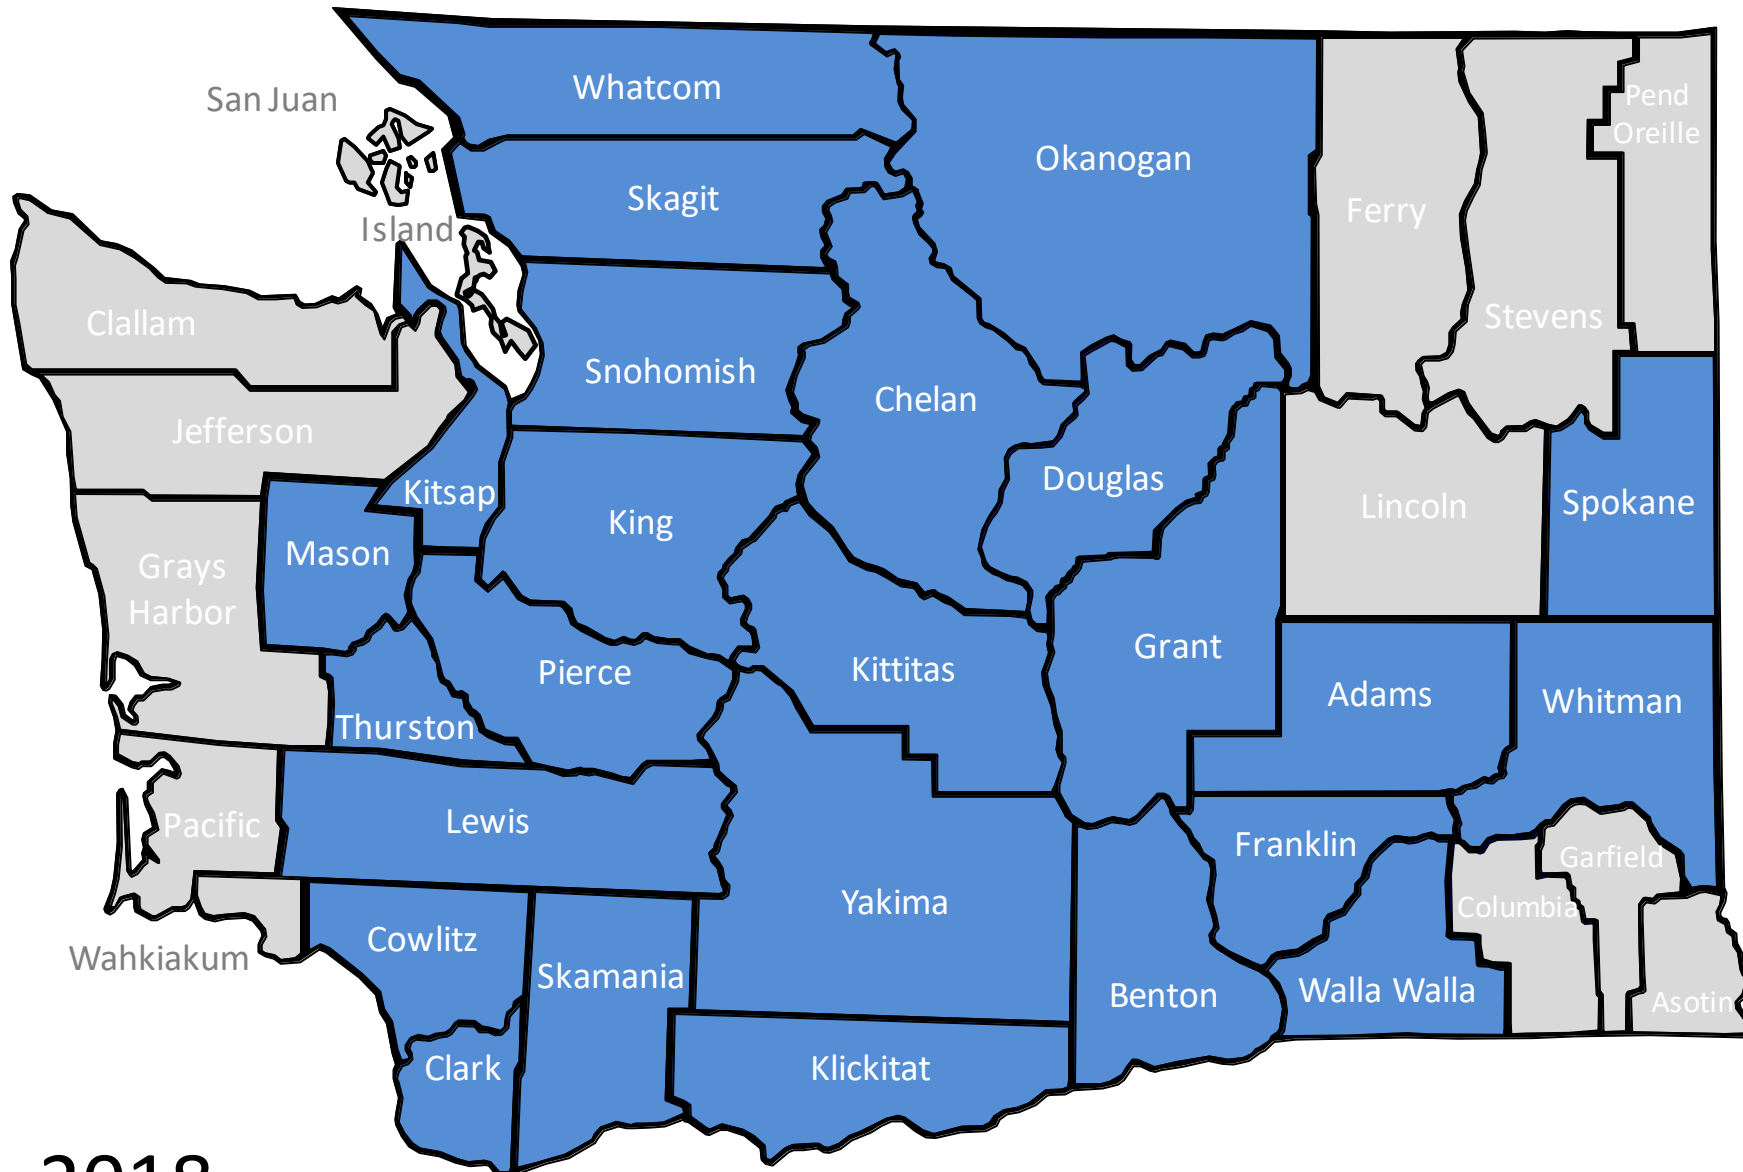 Whatcom
San Juan
Pend
Oreille
Okanogan
Skagit
Ferry
Island
Clallam
Stevens
Snohomish
Chelan
Jefferson
Douglas
Kitsap
Spokane
Lincoln
King
Mason
Grays
Harbor
Grant
Kittitas
Pierce
Adams
Whitman
Thurston
Lewis
Pacific
Franklin
Garfield
Yakima
Columbia
Cowlitz
Wahkiakum
Skamania
Benton
Walla Walla
Asotin
Clark
Klickitat
2018